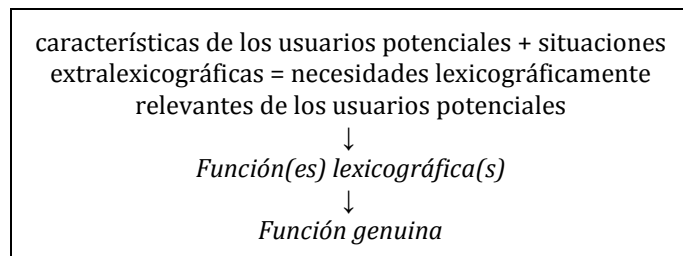 características de los usuarios potenciales + situaciones
extralexicográficas = necesidades lexicográficamente
relevantes de los usuarios potenciales
↓
Función(es) lexicográfica(s)
↓
Función genuina